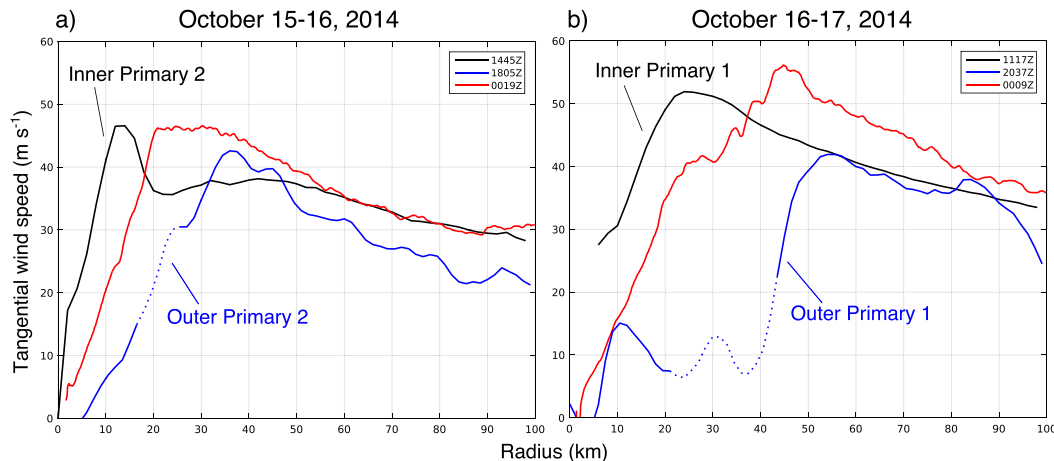 a) October 15-16, 2014
b) October 16-17, 2014
Tangential wind speed (m s⁻¹)
60
50
40
30
20
10
0
Inner Primary 2
1445Z
1805Z
0019Z
Outer Primary 2
0 10 20 30 40 50 60 70 80 90 100
60
50
40
30
20
10
0
Inner Primary 1
1117Z
2037Z
0009Z
Outer Primary 1
0 10 20 30 40 50 60 70 80 90 100
Radius (km)